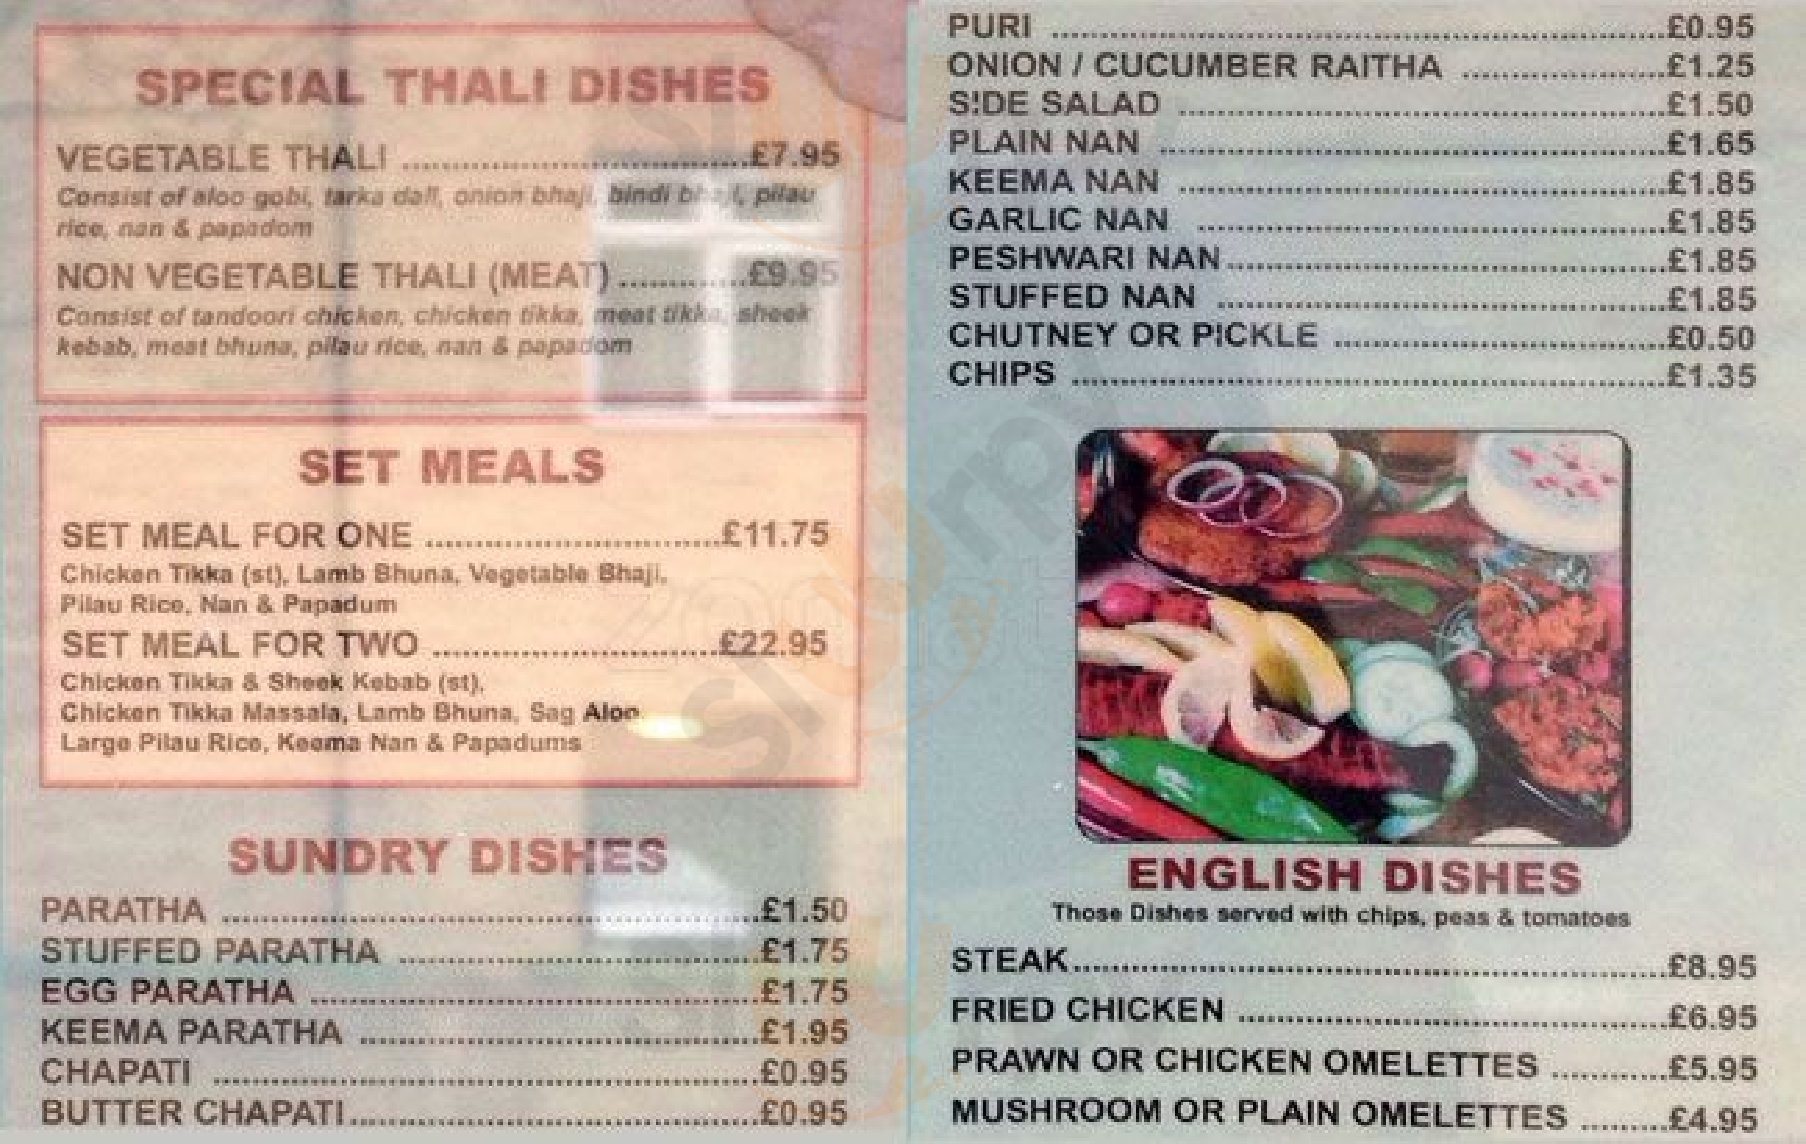 SPECIAL THALI DISHES
VEGETABLE THALI ........................................£7.95
Consist of aloo gobi, tarka dall, onion bhaji, bindi bhaji, pilau
rice, nan & papadom
NON VEGETABLE THALI (MEAT) ...............£9.95
Consist of tandoori chicken, chicken tikka, meat tikka, sheek
kebab, meat bhuna, pilau rice, nan & papadom
SET MEALS
SET MEAL FOR ONE .................................£11.75
Chicken Tikka (st), Lamb Bhuna, Vegetable Bhaji,
Pilau Rice, Nan & Papadum
SET MEAL FOR TWO ................................£22.95
Chicken Tikka & Sheek Kebab (st),
Chicken Tikka Massala, Lamb Bhuna, Sag Aloo,
Large Pilau Rice, Keema Nan & Papadums
SUNDRY DISHES
PARATHA .............................................................£1.50
STUFFED PARATHA .........................................£1.75
EGG PARATHA ..................................................£1.75
KEEMA PARATHA .............................................£1.95
CHAPATI .............................................................£0.95
BUTTER CHAPATI..............................................£0.95
PURI .....................................................................£0.95
ONION / CUCUMBER RAITHA .......................£1.25
SIDE SALAD .......................................................£1.50
PLAIN NAN .........................................................£1.65
KEEMA NAN .......................................................£1.85
GARLIC NAN .....................................................£1.85
PESHWARI NAN.................................................£1.85
STUFFED NAN ...................................................£1.85
CHUTNEY OR PICKLE .....................................£0.50
CHIPS ...................................................................£1.35
ENGLISH DISHES
Those Dishes served with chips, peas & tomatoes
STEAK...................................................................£8.95
FRIED CHICKEN ................................................£6.95
PRAWN OR CHICKEN OMELETTES .............£5.95
MUSHROOM OR PLAIN OMELETTES ..........£4.95